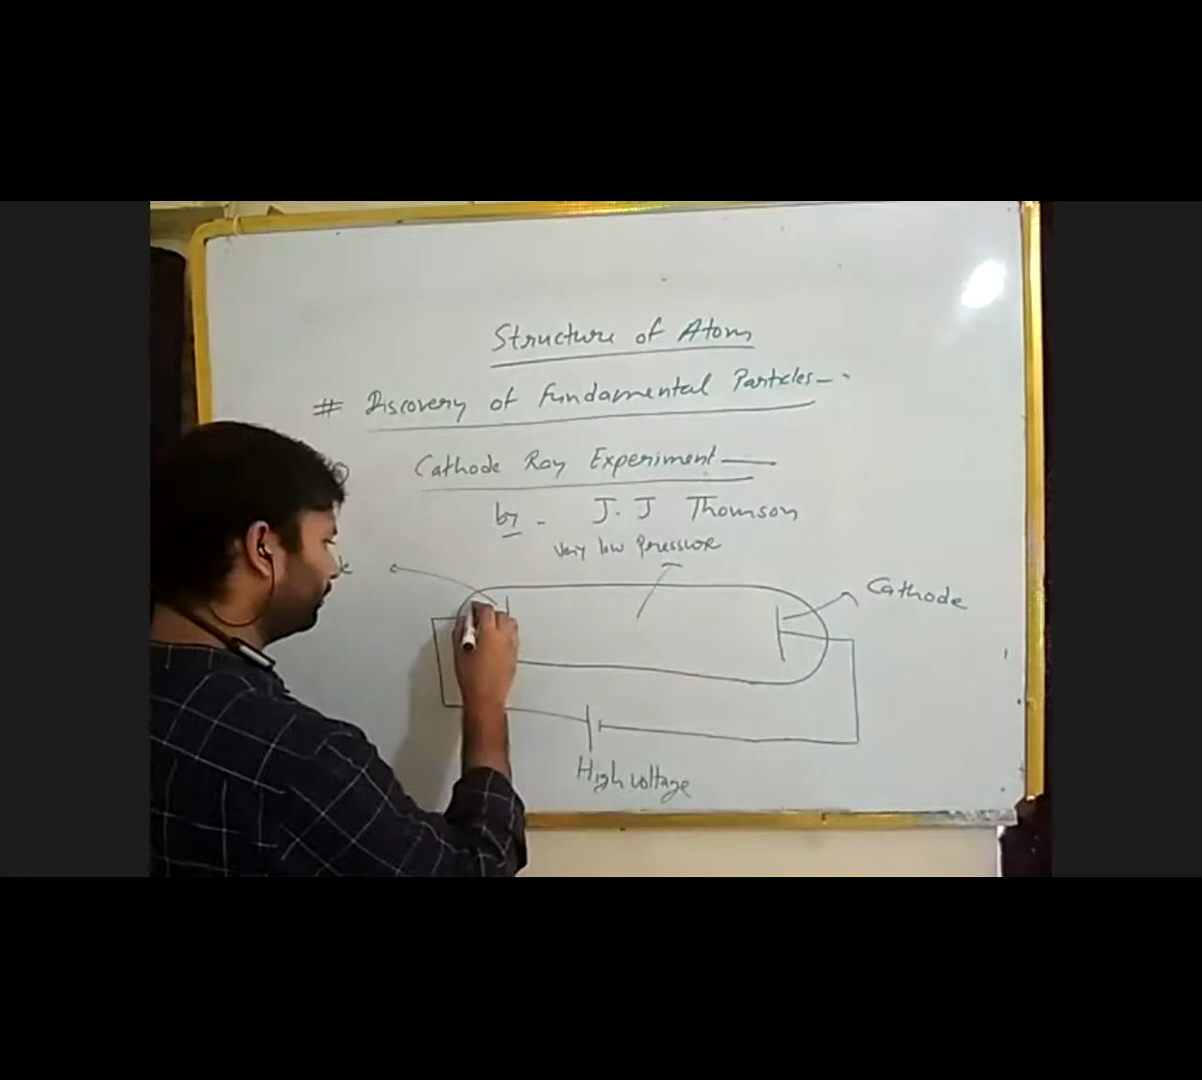 Structure of Atom
# Discovery of Fundamental Particles -.
Cathode Ray Experiment
by - J. J Thomson
Very low Pressure
Cathode
High voltage